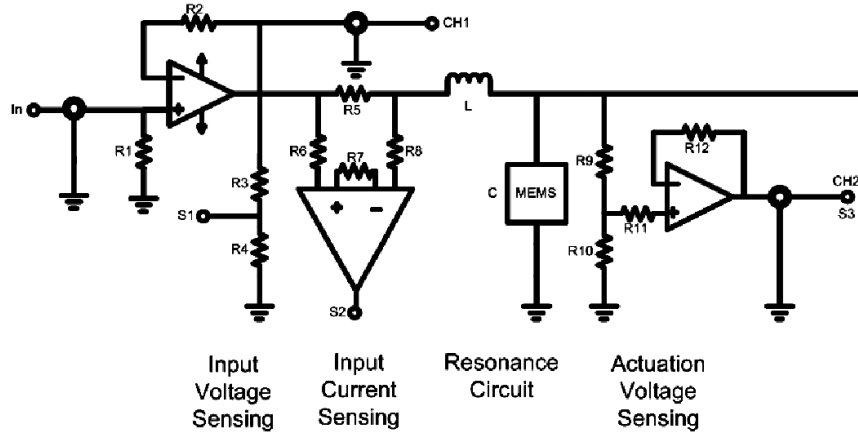 R2
CH1
In
R1
R5
L
R6
R7
R8
R3
S1
R4
S2
C
MEMS
R9
R12
R11
R10
CH2
S3
Input
Voltage
Sensing
Input
Current
Sensing
Resonance
Circuit
Actuation
Voltage
Sensing